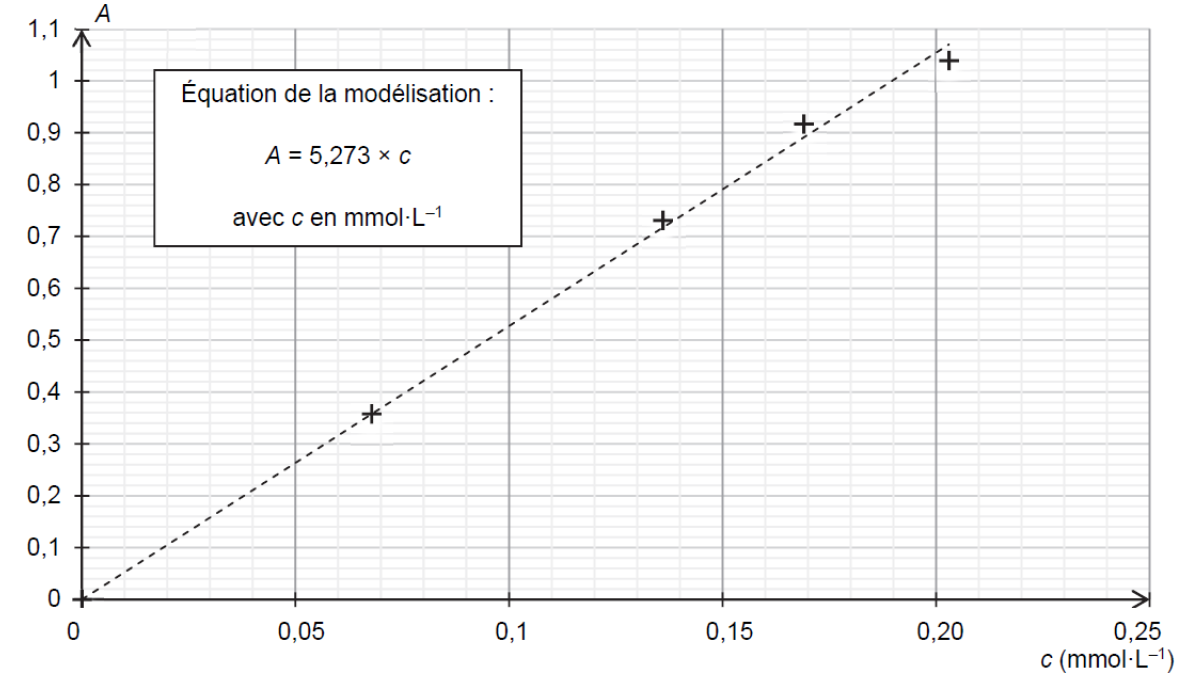 A
1,1
1
0,9
0,8
0,7
0,6
0,5
0,4
0,3
0,2
0,1
0
Équation de la modélisation :
A = 5,273 × c
avec c en mmol·L⁻¹
0 0,05 0,1 0,15 0,20 0,25
c (mmol·L⁻¹)